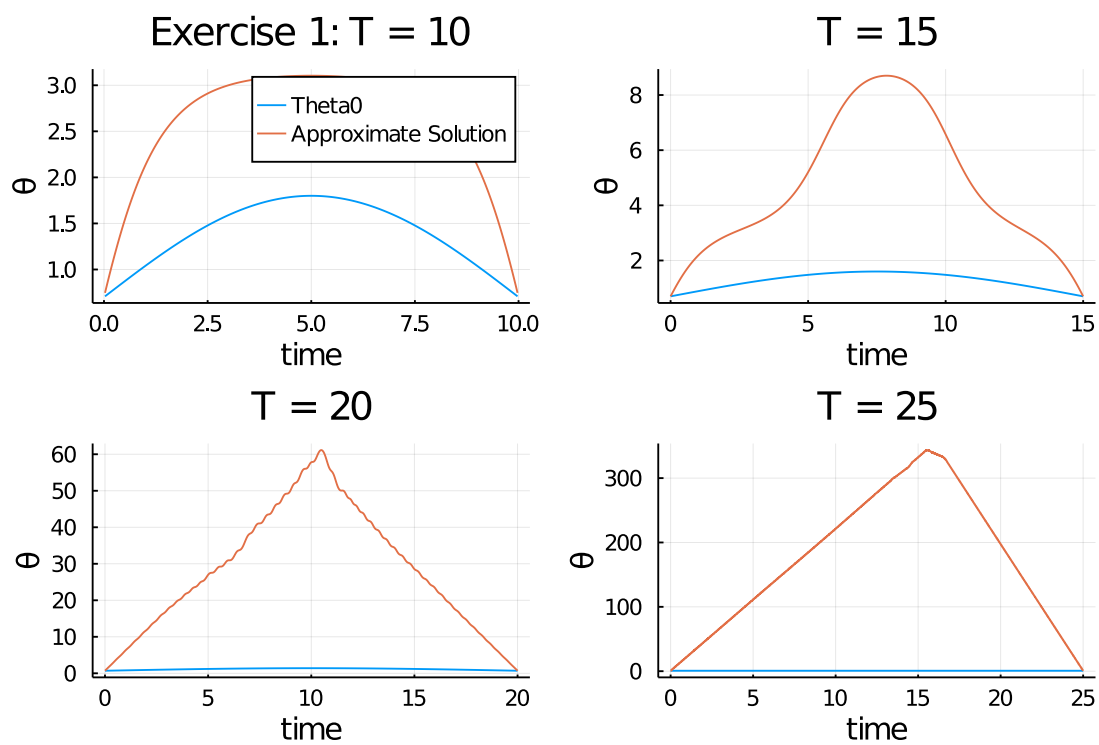 Exercise 1: T = 10
3.0
2.5
2.0
1.5
1.0
θ
0.0 2.5 5.0 7.5 10.0
time
Theta0
Approximate Solution
T = 15
8
6
4
2
θ
0 5 10 15
time
T = 20
60
50
40
30
20
10
0
θ
0 5 10 15 20
time
T = 25
300
200
100
0
θ
0 5 10 15 20 25
time